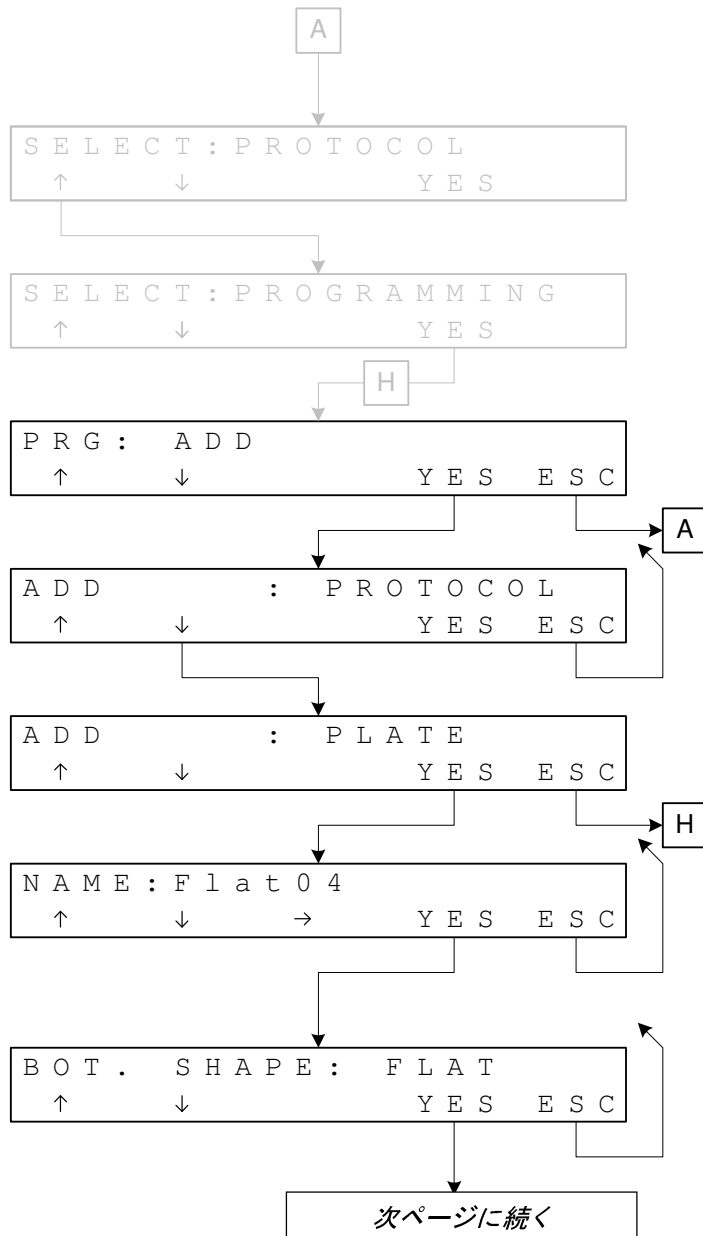 A
SELECT:PROTOCOL
↑ ↓ YES
SELECT:PROGRAMMING
↑ ↓ YES
H
PRG: ADD
↑ ↓ YES ESC
A
ADD : PROTOCOL
↑ ↓ YES ESC
ADD : PLATE
↑ ↓ YES ESC
H
NAME:Flat04
↑ ↓ → YES ESC
BOT. SHAPE: FLAT
↑ ↓ YES ESC
次ページに続く